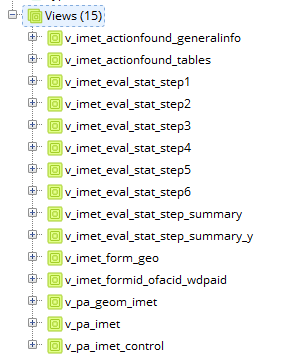 Views (15)
v_imet_actionfound_generalinfo
v_imet_actionfound_tables
v_imet_eval_stat_step1
v_imet_eval_stat_step2
v_imet_eval_stat_step3
v_imet_eval_stat_step4
v_imet_eval_stat_step5
v_imet_eval_stat_step6
v_imet_eval_stat_step_summary
v_imet_eval_stat_step_summary_y
v_imet_form_geo
v_imet_formid_ofacid_wdpaid
v_pa_geom_imet
v_pa_imet
v_pa_imet_control